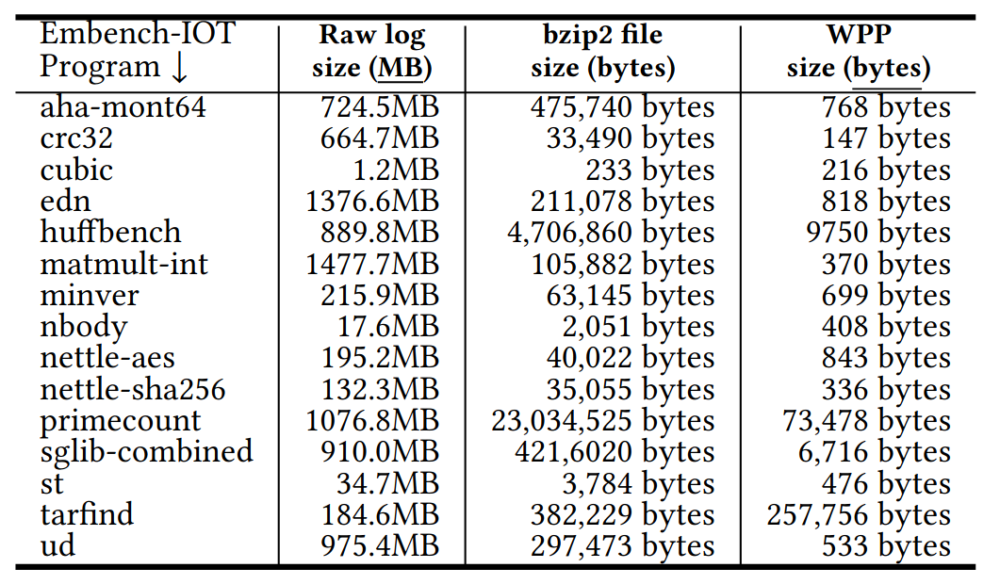 Embench-IOT Program ↓ | Raw log size (MB) | bzip2 file size (bytes) | WPP size (bytes)
aha-mont64 724.5MB 475,740 bytes 768 bytes
crc32 664.7MB 33,490 bytes 147 bytes
cubic 1.2MB 233 bytes 216 bytes
edn 1376.6MB 211,078 bytes 818 bytes
huffbench 889.8MB 4,706,860 bytes 9750 bytes
matmult-int 1477.7MB 105,882 bytes 370 bytes
minver 215.9MB 63,145 bytes 699 bytes
nbody 17.6MB 2,051 bytes 408 bytes
nettle-aes 195.2MB 40,022 bytes 843 bytes
nettle-sha256 132.3MB 35,055 bytes 336 bytes
primecount 1076.8MB 23,034,525 bytes 73,478 bytes
sglib-combined 910.0MB 421,6020 bytes 6,716 bytes
st 34.7MB 3,784 bytes 476 bytes
tarfind 184.6MB 382,229 bytes 257,756 bytes
ud 975.4MB 297,473 bytes 533 bytes